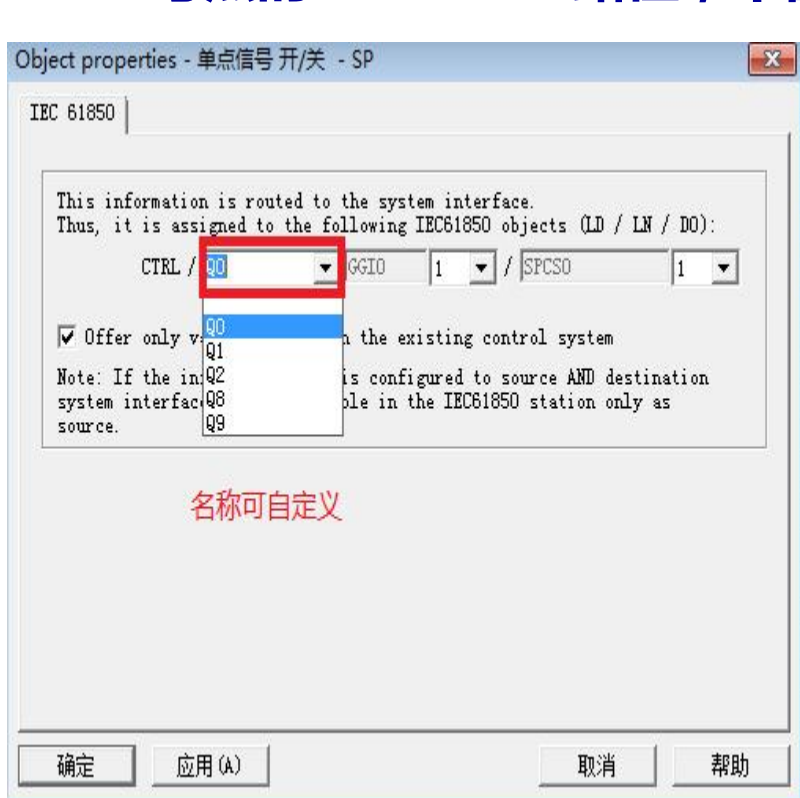 Object properties - 单点信号 开/关 - SP
IEC 61850
This information is routed to the system interface.
Thus, it is assigned to the following IEC61850 objects (LD / LN / DO):
CTRL / Q0 GGIO 1 / SPCSO 1
Q0
Q1
Q2
Q8
Q9
Offer only v the existing control system
Note: If the in is configured to source AND destination
system interfac in the IEC61850 station only as
source.
名称可自定义
确定
应用(A)
取消
帮助